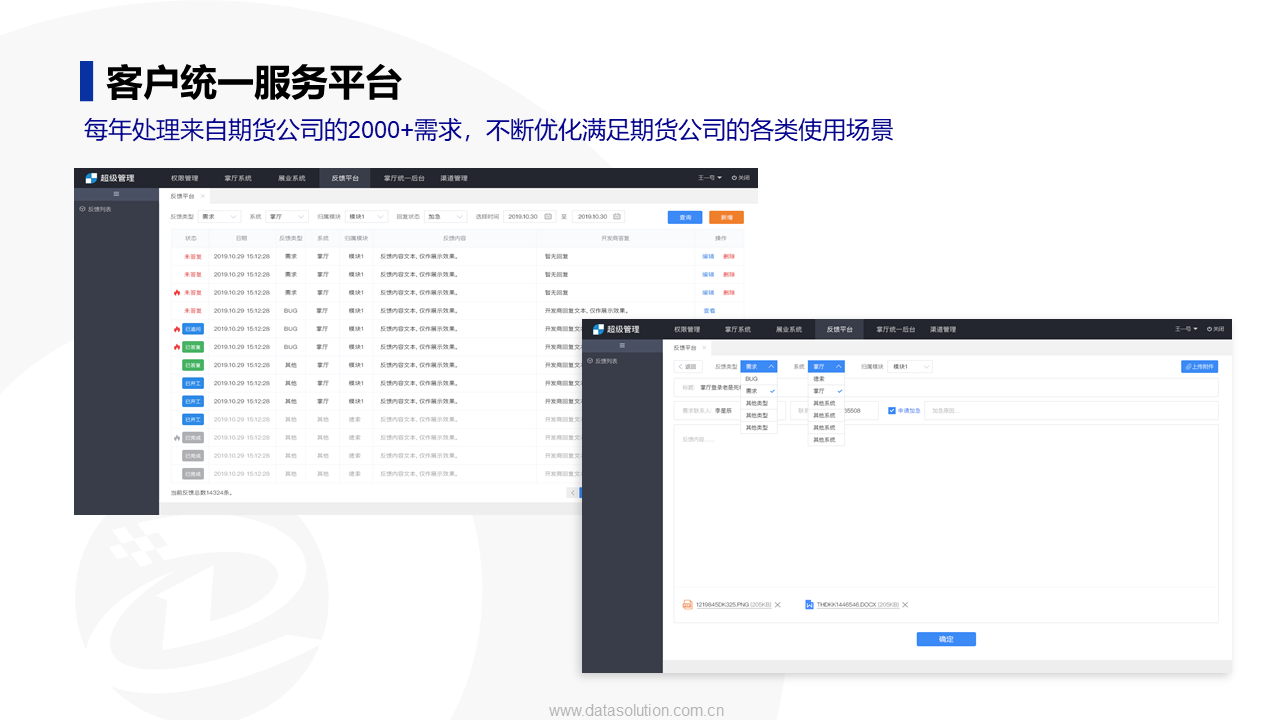 客户统一服务平台
每年处理来自期货公司的2000+需求，不断优化满足期货公司的各类使用场景
超级管理 权限管理 掌厅系统 展业系统 反馈平台 掌厅统一后台 渠道管理 王一号 关闭
反馈平台
反馈列表
反馈类型 需求 系统 掌厅 归属模块 模块1 回复状态 加急 选择时间 2019.10.30 至 2019.10.30 查询 新增
状态 日期 反馈类型 系统 归属模块 反馈内容 开发商答复 操作
未答复 2019.10.29 15:12:28 需求 掌厅 模块1 反馈内容文本, 仅作展示效果。 暂无回复 编辑 删除
未答复 2019.10.29 15:12:28 需求 掌厅 模块1 反馈内容文本, 仅作展示效果。 暂无回复 编辑 删除
未答复 2019.10.29 15:12:28 需求 掌厅 模块1 反馈内容文本, 仅作展示效果。 暂无回复 编辑 删除
未答复 2019.10.29 15:12:28 BUG 掌厅 模块1 反馈内容文本, 仅作展示效果。 开发商回复文本, 仅作展示效果。 查看
已追问 2019.10.29 15:12:28 BUG 掌厅 模块1 反馈内容文本, 仅作展示效果。 开发商回复文
已答复 2019.10.29 15:12:28 BUG 掌厅 模块1 反馈内容文本, 仅作展示效果。 开发商回复文
已答复 2019.10.29 15:12:28 其他 掌厅 模块1 反馈内容文本, 仅作展示效果。 开发商回复文
已开工 2019.10.29 15:12:28 其他 掌厅 模块1 反馈内容文本, 仅作展示效果。 开发商回复文
已开工 2019.10.29 15:12:28 其他 掌厅 模块1 反馈内容文本, 仅作展示效果。 开发商回复文
已开工 2019.10.29 15:12:28 其他 其他 搜索 反馈内容文本, 仅作展示效果。 开发商回复文
已完成 2019.10.29 15:12:28 其他 其他 搜索 反馈内容文本, 仅作展示效果。 开发商回复文
已完成 2019.10.29 15:12:28 其他 其他 搜索 反馈内容文本, 仅作展示效果。 开发商回复文
已完成 2019.10.29 15:12:28 其他 其他 搜索 反馈内容文本, 仅作展示效果。 开发商回复文
当前反馈总数14324条。
超级管理 权限管理 掌厅系统 展业系统 反馈平台 掌厅统一后台 渠道管理 王一号 关闭
反馈平台
反馈列表
返回 反馈类型 需求 系统 掌厅 归属模块 模块1 上传附件
BUG 搜索
标题: 掌厅登录老是死 需求 掌厅
其他类型 其他系统
需求联系人: 李星辰 其他类型 联 其他系统 35508 申请加急 加急原因...
其他类型 其他系统
反馈内容...... 其他系统
1219845DK325.PNG (205KB) THDKK1446546.DOCX (205KB)
确定
www.datasolution.com.cn